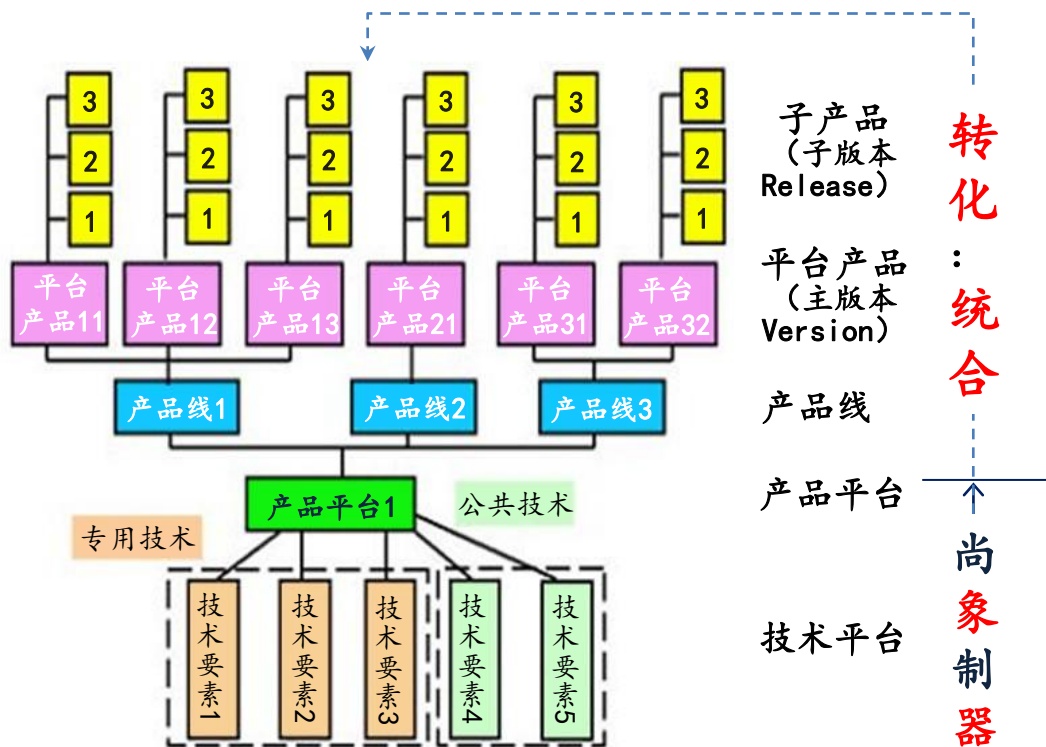 3 3 3 3 3 3
2 2 2 2 2 2
1 1 1 1 1 1
平台
产品11
平台
产品12
平台
产品13
平台
产品21
平台
产品31
平台
产品32
产品线1
产品线2
产品线3
产品平台1
专用技术
公共技术
技术要素1
技术要素2
技术要素3
技术要素4
技术要素5
子产品
（子版本
Release）
平台产品
（主版本
Version）
产品线
产品平台
技术平台
转化：统合
尚象制器